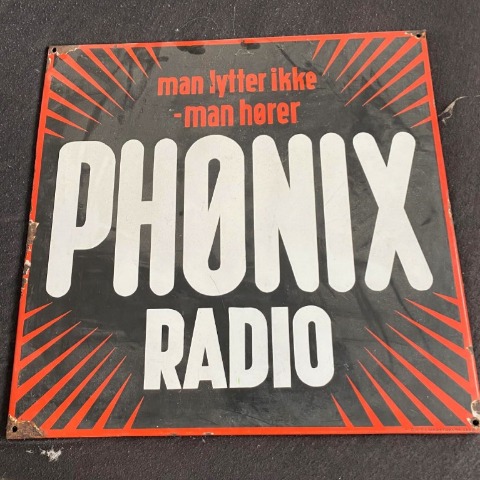 man lytter ikke
-man hører
PHØNIX
RADIO